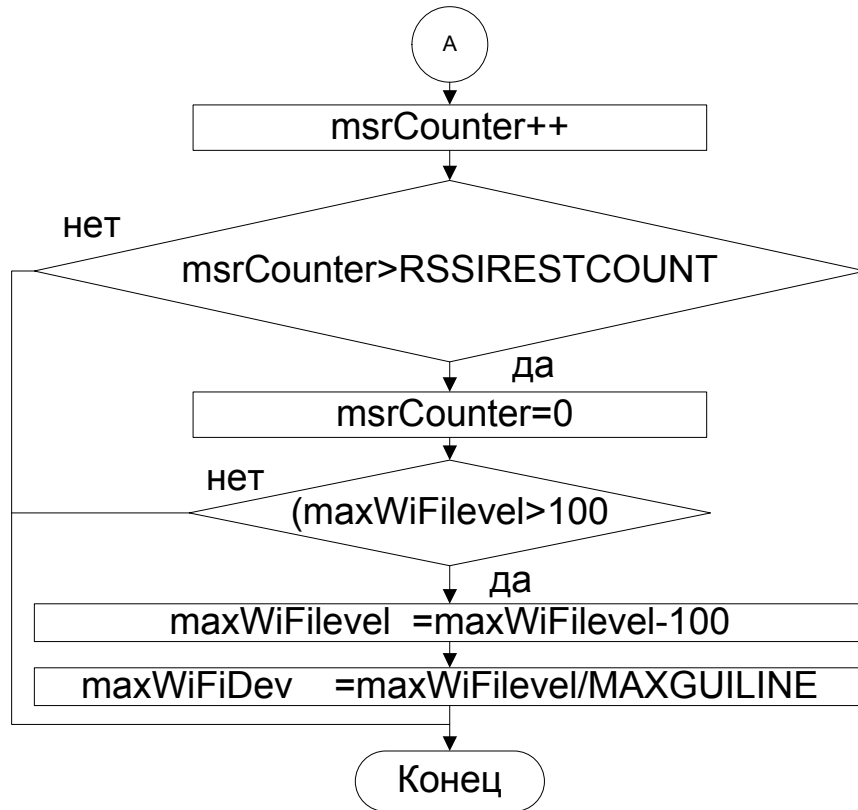 A
msrCounter++
нет
msrCounter>RSSIRESTCOUNT
да
msrCounter=0
нет
(maxWiFilevel>100
да
maxWiFilevel =maxWiFilevel-100
maxWiFiDev =maxWiFilevel/MAXGUILINE
Конец